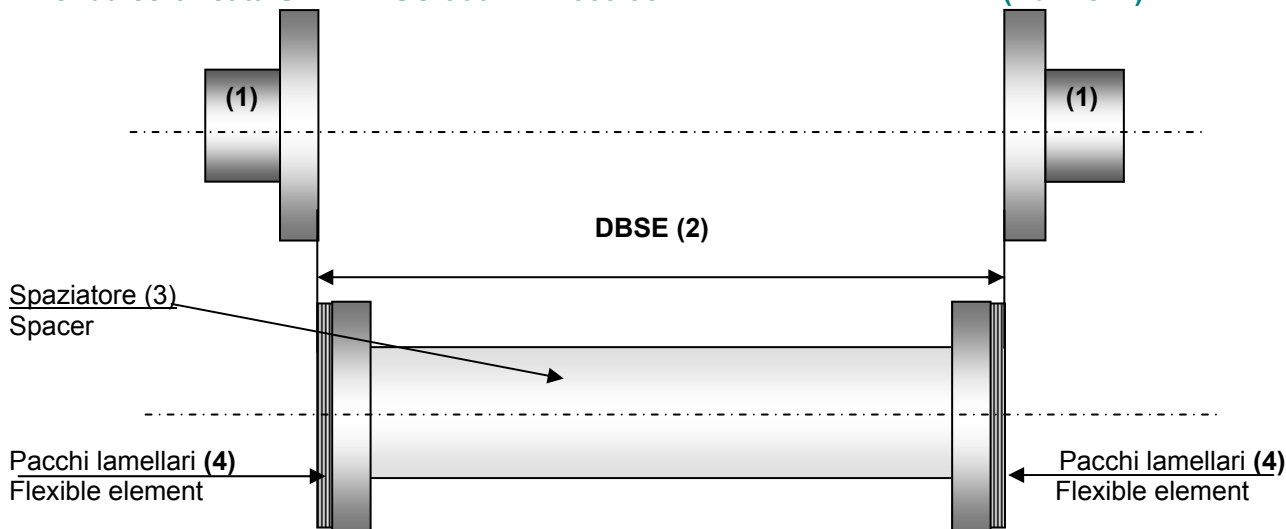 (1)
(1)
DBSE (2)
Spaziatore (3)
Spacer
Pacchi lamellari (4)
Flexible element
Pacchi lamellari (4)
Flexible element